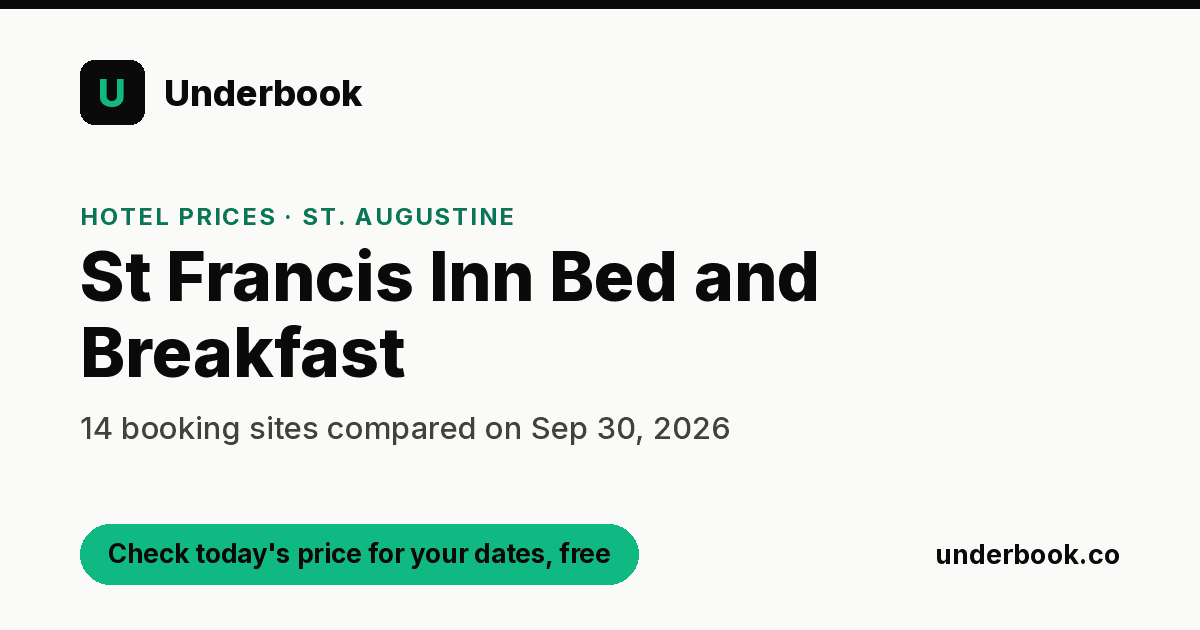 U Underbook
HOTEL PRICES · ST. AUGUSTINE
St Francis Inn Bed and
Breakfast
14 booking sites compared on Sep 30, 2026
Check today's price for your dates, free
underbook.co